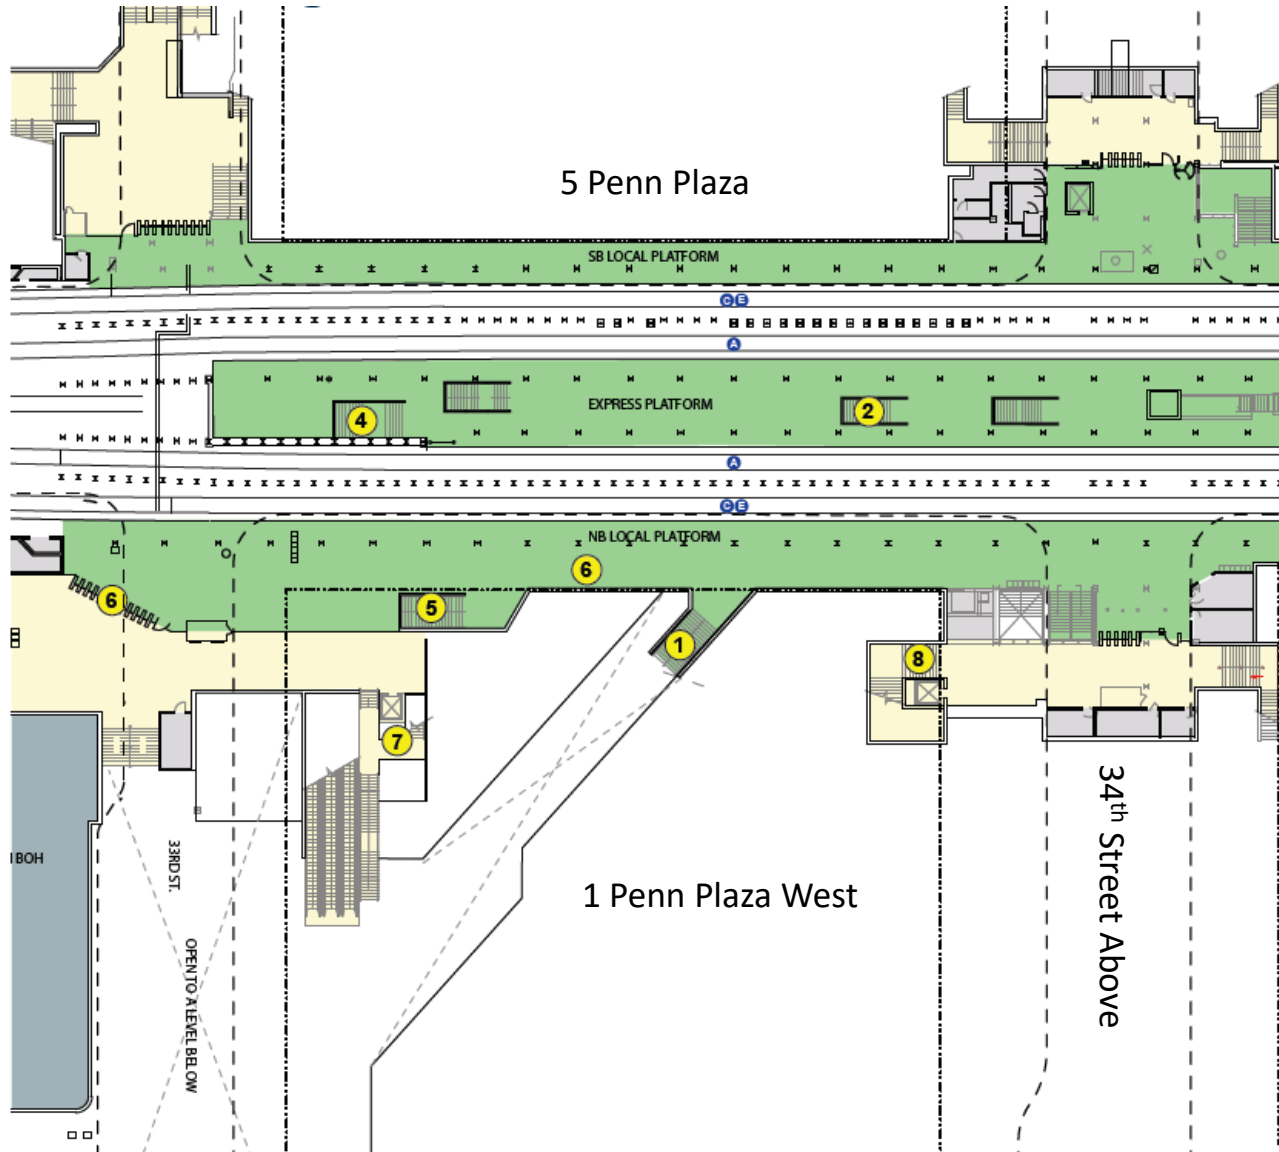 5 Penn Plaza
SB LOCAL PLATFORM
C E
A
EXPRESS PLATFORM
4
2
A
C E
NB LOCAL PLATFORM
6
6
5
1
8
7
33RD ST.
OPEN TO A LEVEL BELOW
BOH
1 Penn Plaza West
34th Street Above